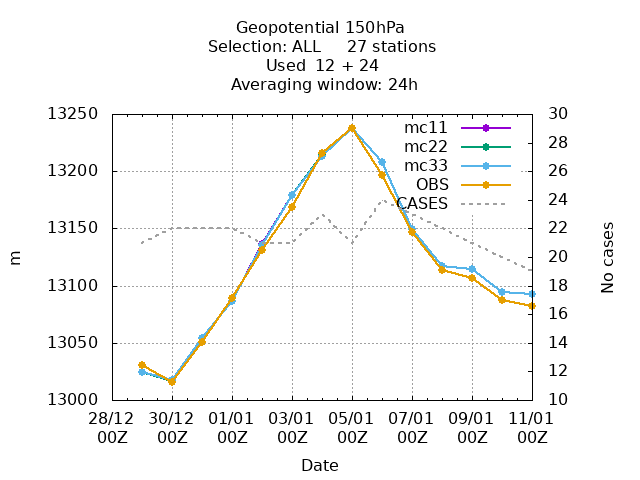 Geopotential 150hPa
Selection: ALL     27 stations
Used  12 + 24
Averaging window: 24h
13250
13200
13150
13100
13050
13000
m
30
28
26
24
22
20
18
16
14
12
10
No cases
mc11
mc22
mc33
OBS
CASES
28/12 30/12 01/01 03/01 05/01 07/01 09/01 11/01
00Z 00Z 00Z 00Z 00Z 00Z 00Z 00Z
Date